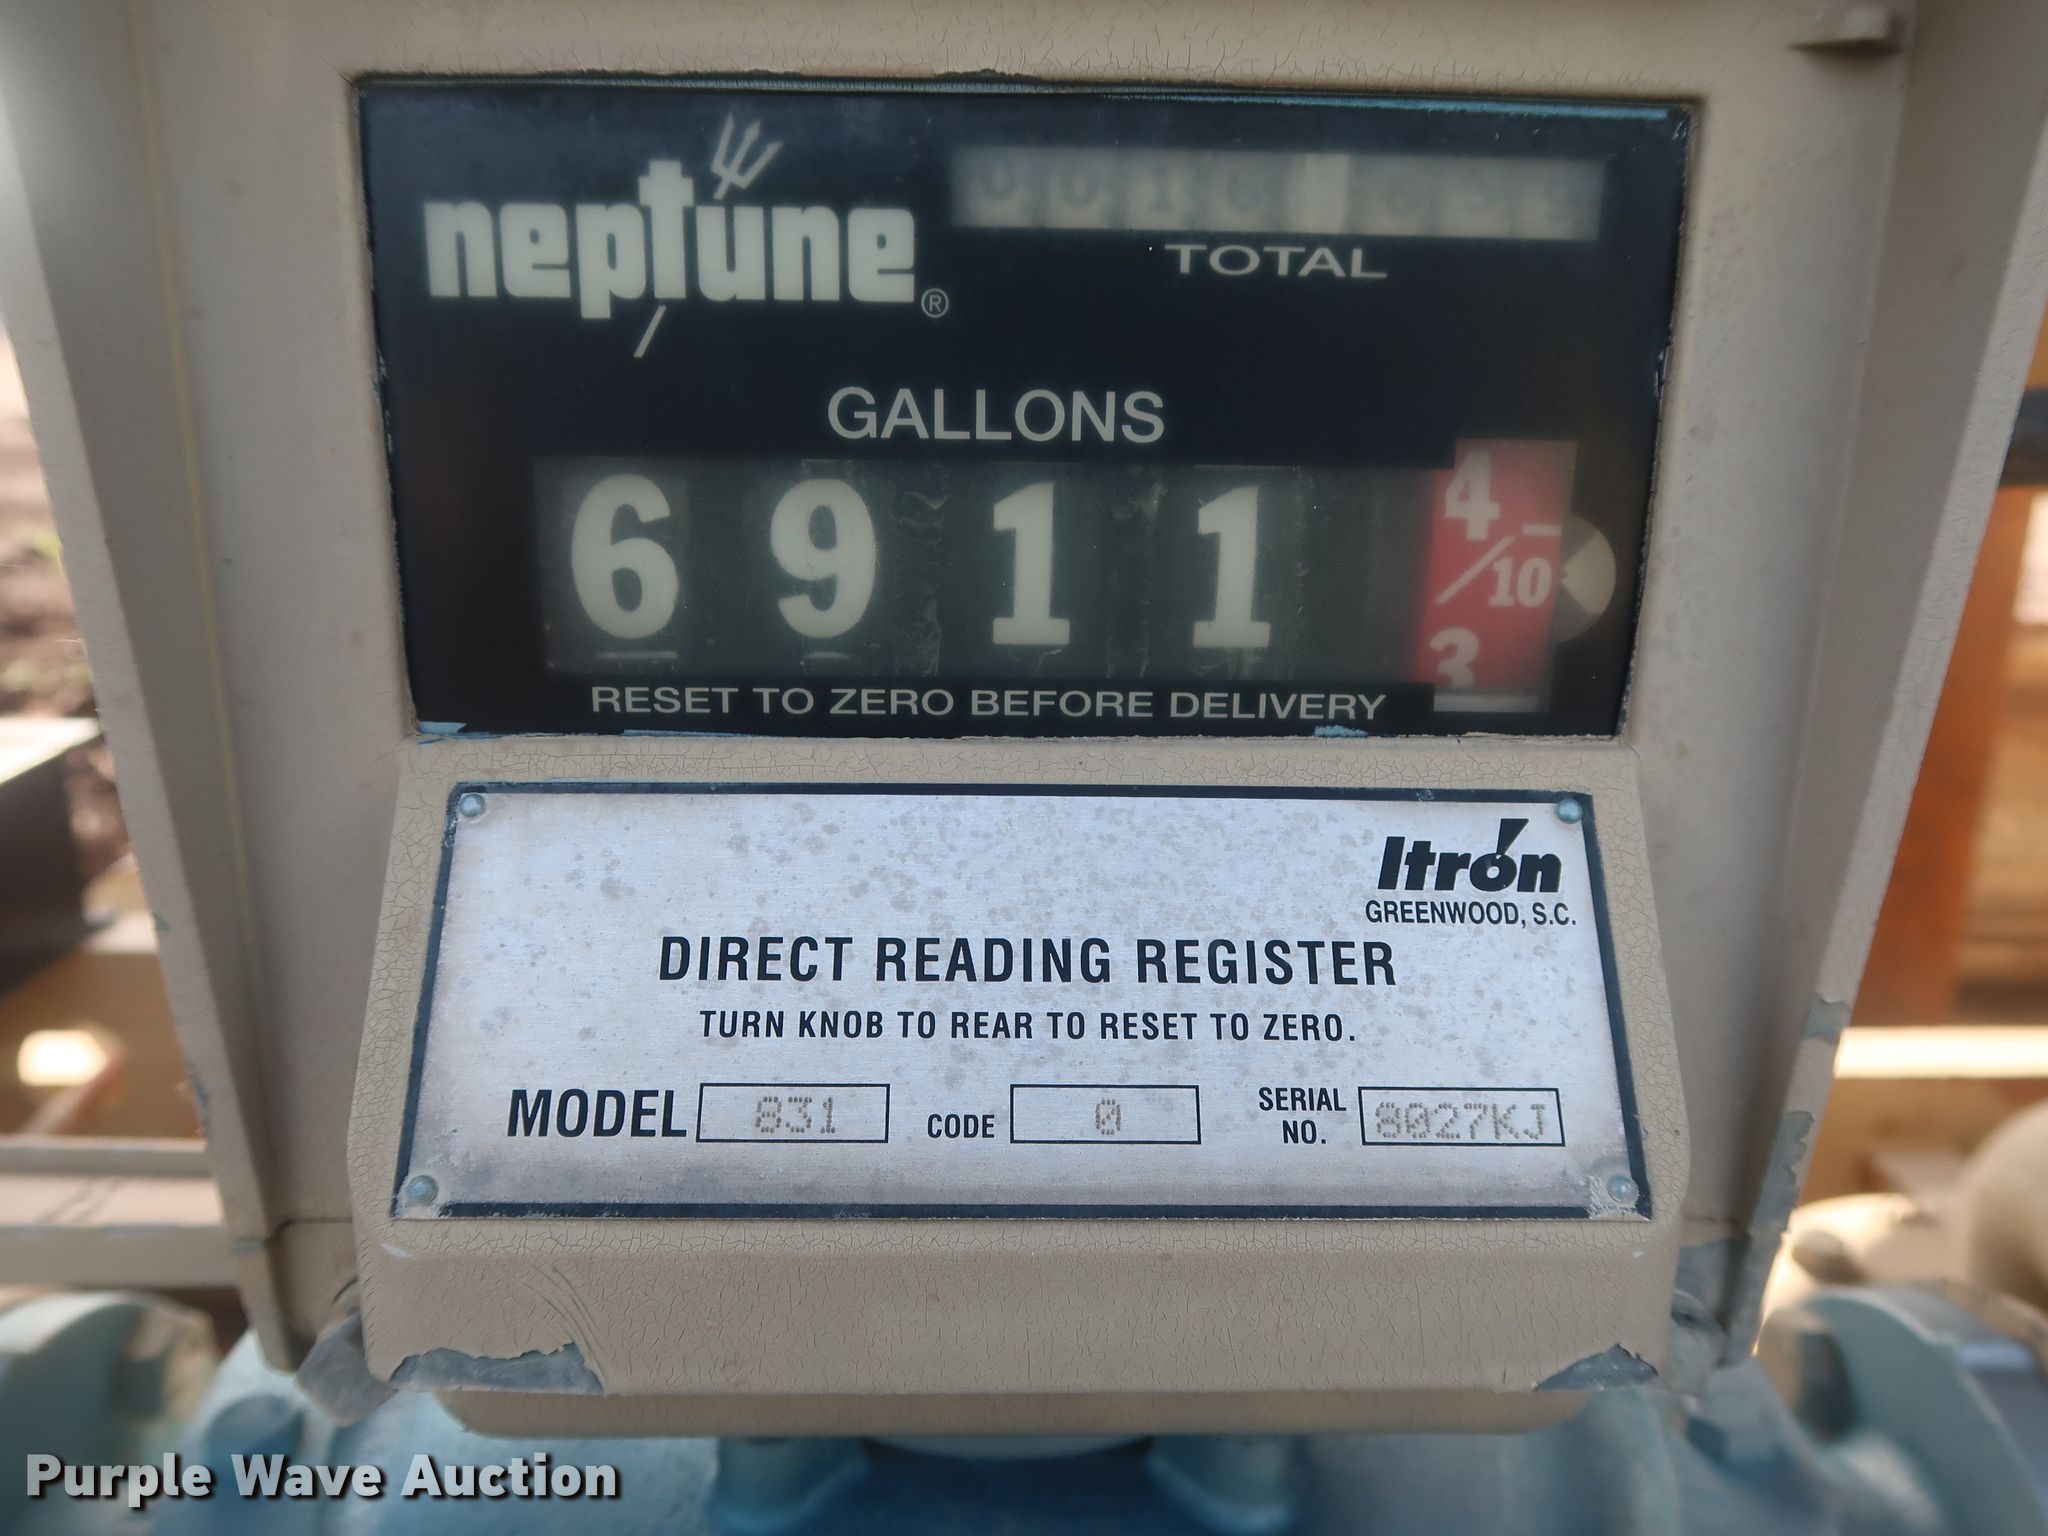 neptune®
TOTAL
GALLONS
6 9 1 1 4/10
3
RESET TO ZERO BEFORE DELIVERY
Itron
GREENWOOD, S.C.
DIRECT READING REGISTER
TURN KNOB TO REAR TO RESET TO ZERO.
MODEL 831 CODE 0 SERIAL NO. 8027KJ
Purple Wave Auction